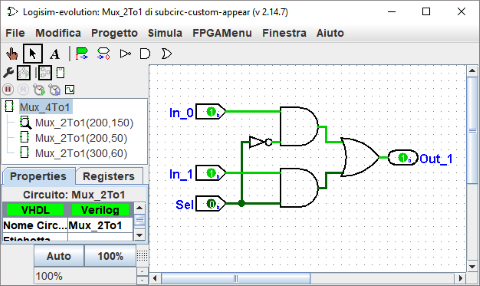 Logisim-evolution: Mux_2To1 di subcirc-custom-appear (v 2.14.7)
File Modifica Progetto Simula FPGAMenu Finestra Aiuto
A
Mux_4To1
Mux_2To1(200,150)
Mux_2To1(200,50)
Mux_2To1(300,60)
Properties Registers
Circuito: Mux_2To1
VHDL Verilog
Nome Circ... Mux_2To1
Etichetta
Auto 100%
100%
In_0 1
In_1 1
Sel 0
1 Out_1